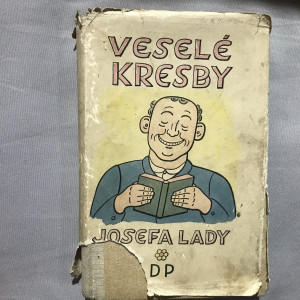 VESELÉ
KRESBY
JOSEFA LADY
DP